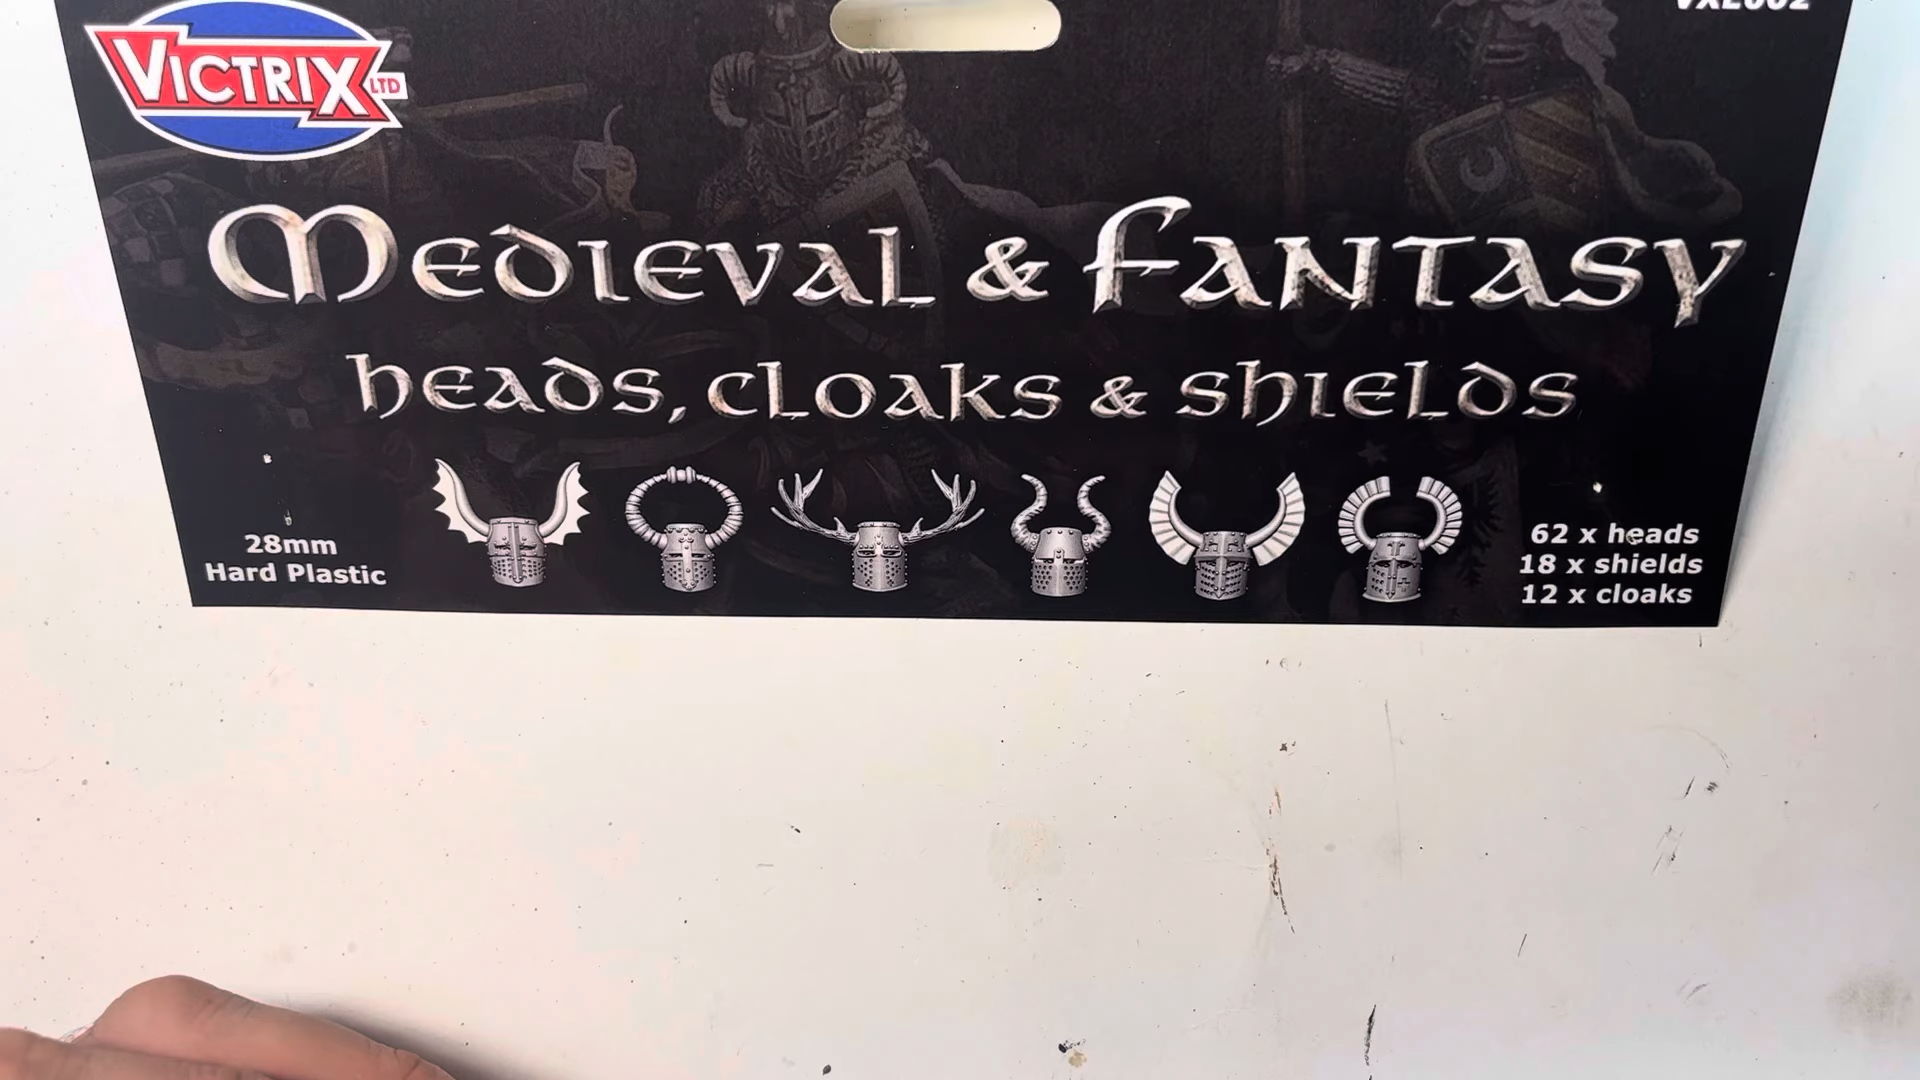 VICTRIX LTD
Medieval & Fantasy
heads, cloaks & shields
28mm
Hard Plastic
62 x heads
18 x shields
12 x cloaks